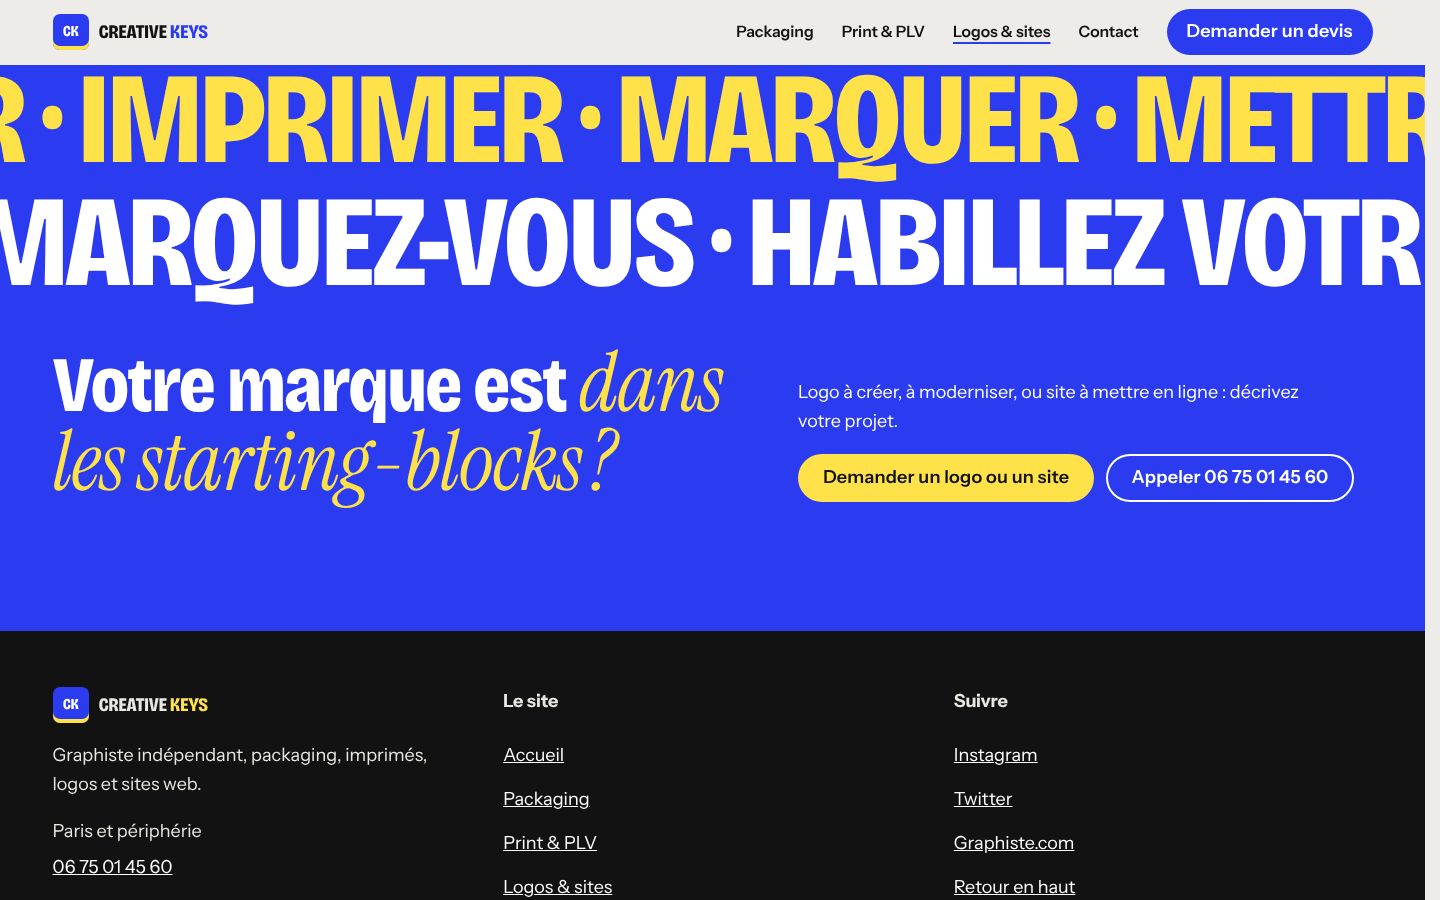 CK CREATIVE KEYS
Packaging Print & PLV Logos & sites Contact Demander un devis
R · IMPRIMER · MARQUER · METTR
MARQUEZ-VOUS · HABILLEZ VOTR
Votre marque est dans
les starting-blocks ?
Logo à créer, à moderniser, ou site à mettre en ligne : décrivez
votre projet.
Demander un logo ou un site Appeler 06 75 01 45 60
CK CREATIVE KEYS
Graphiste indépendant, packaging, imprimés,
logos et sites web.
Paris et périphérie
06 75 01 45 60
Le site
Accueil
Packaging
Print & PLV
Logos & sites
Suivre
Instagram
Twitter
Graphiste.com
Retour en haut